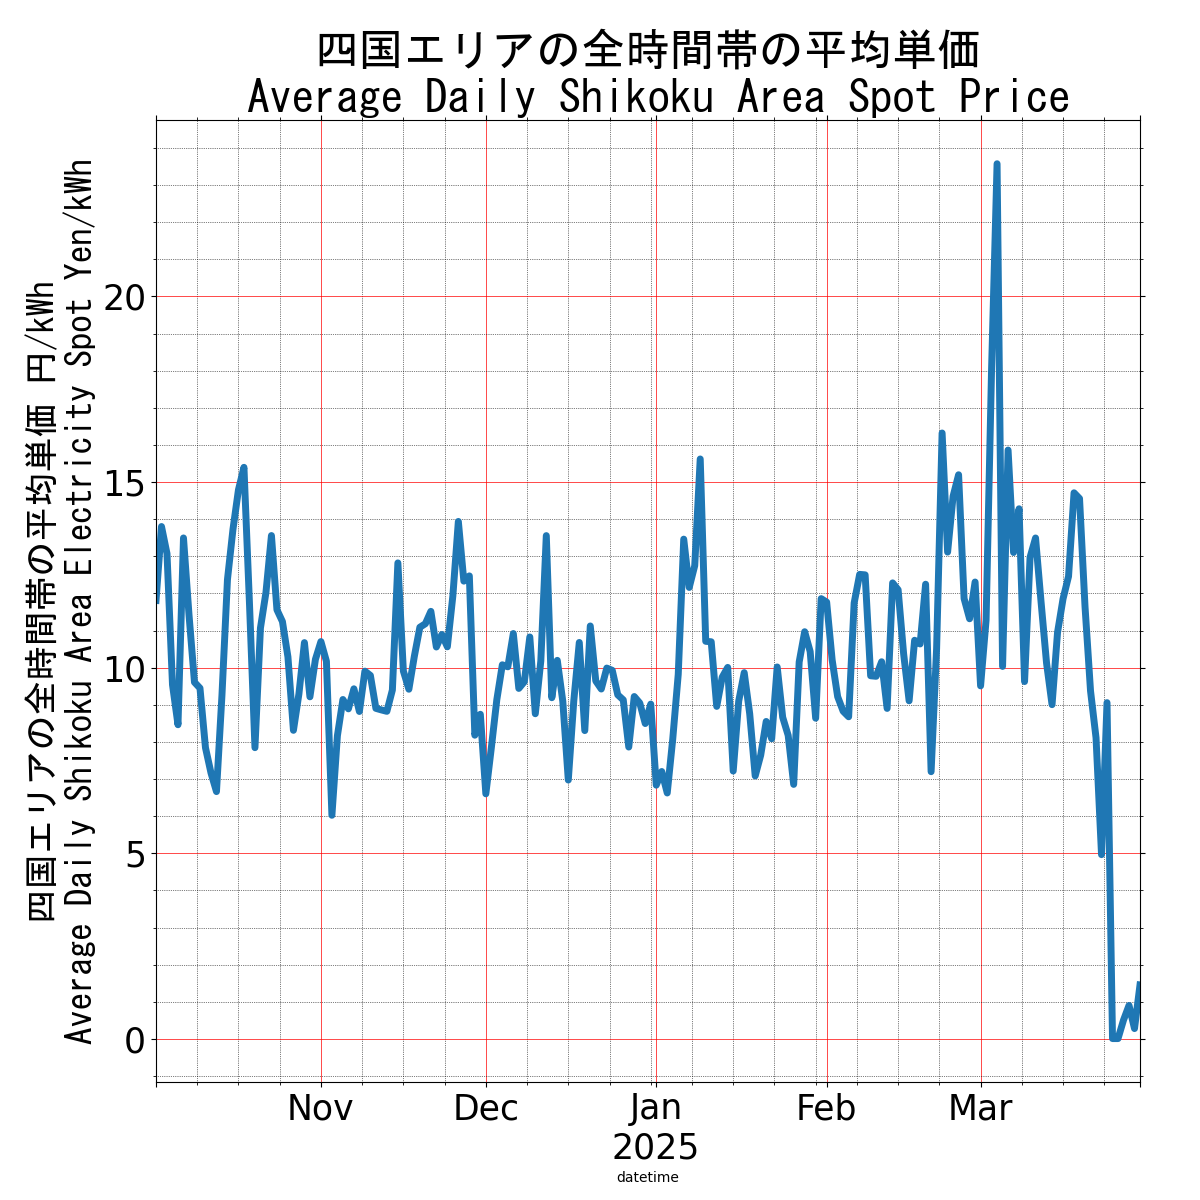 四国エリアの全時間帯の平均単価
Average Daily Shikoku Area Spot Price
四国エリアの全時間帯の平均単価 円/kWh
Average Daily Shikoku Area Electricity Spot Yen/kWh
20
15
10
5
0
Nov
Dec
Jan
Feb
Mar
2025
datetime